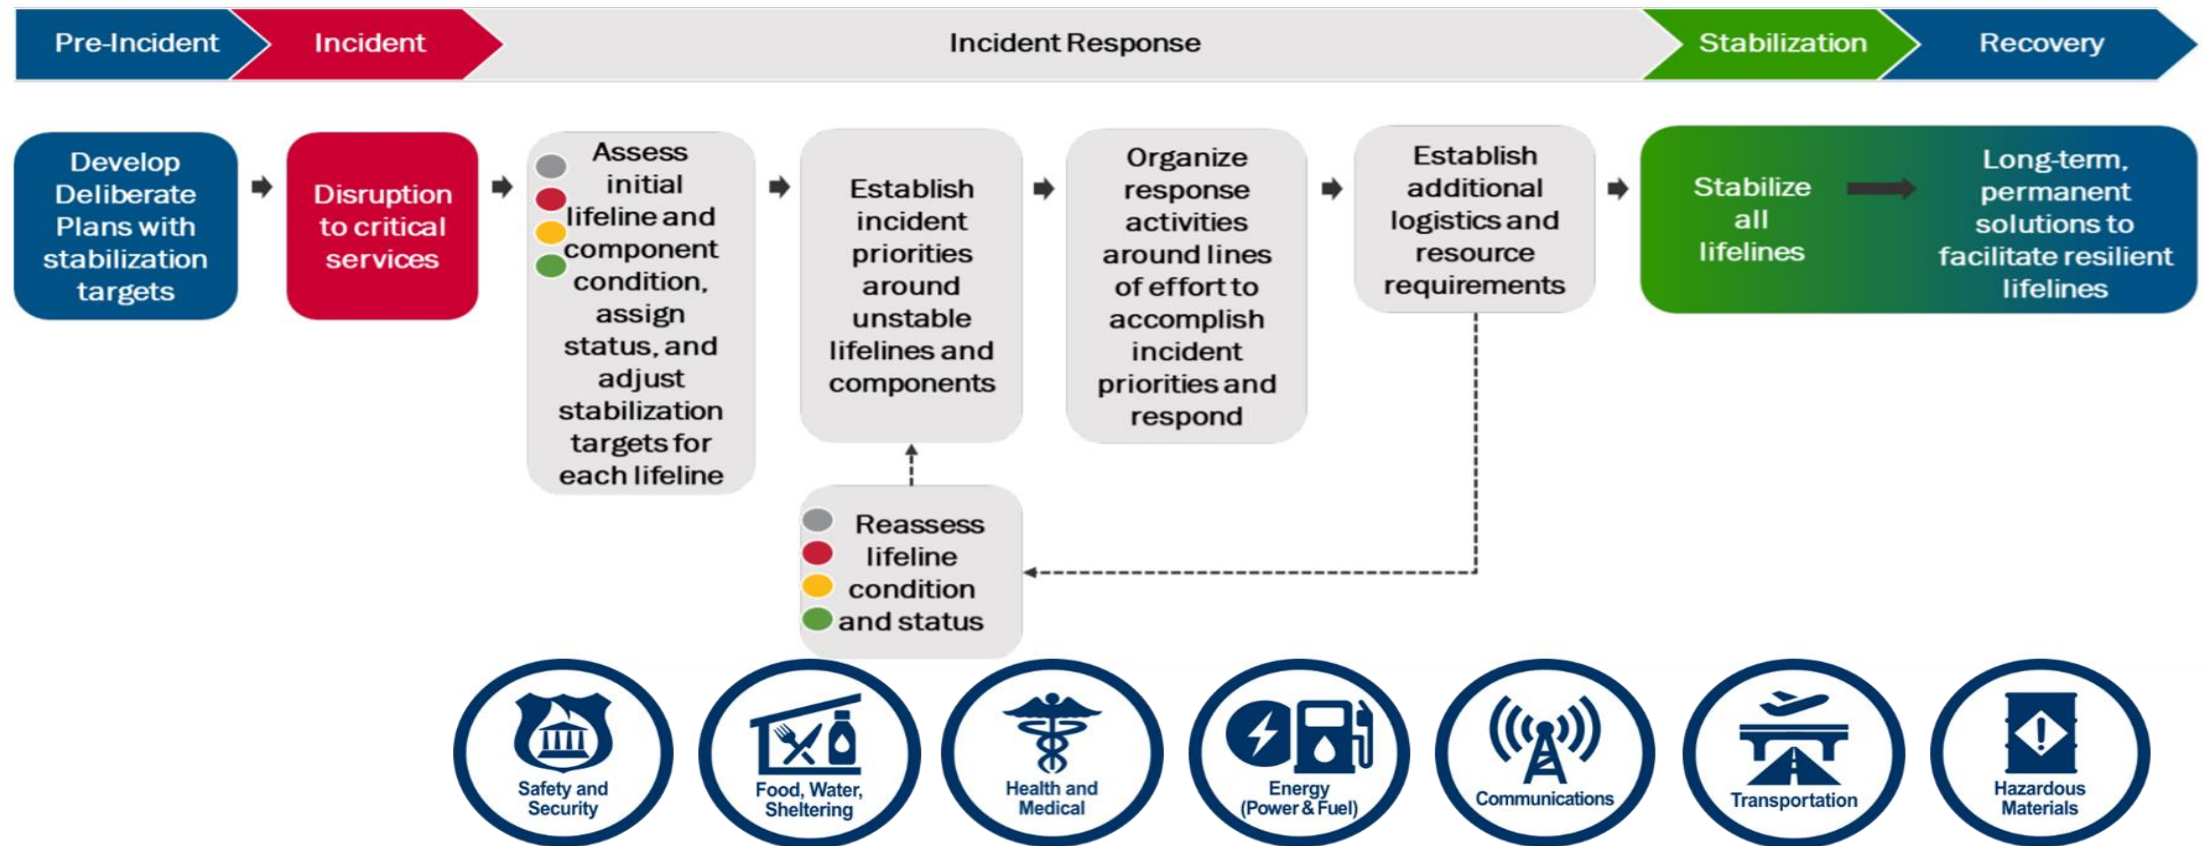 Pre-Incident
Incident
Incident Response
Stabilization
Recovery
Develop
Deliberate
Plans with
stabilization
targets
Disruption
to critical
services
Assess
initial
lifeline and
component
condition,
assign
status, and
adjust
stabilization
targets for
each lifeline
Establish
incident
priorities
around
unstable
lifelines and
components
Organize
response
activities
around lines
of effort to
accomplish
incident
priorities and
respond
Establish
additional
logistics and
resource
requirements
Stabilize
all
lifelines
Long-term,
permanent
solutions to
facilitate resilient
lifelines
Reassess
lifeline
condition
and status
Safety and
Security
Food, Water,
Sheltering
Health and
Medical
Energy
(Power & Fuel)
Communications
Transportation
Hazardous
Materials